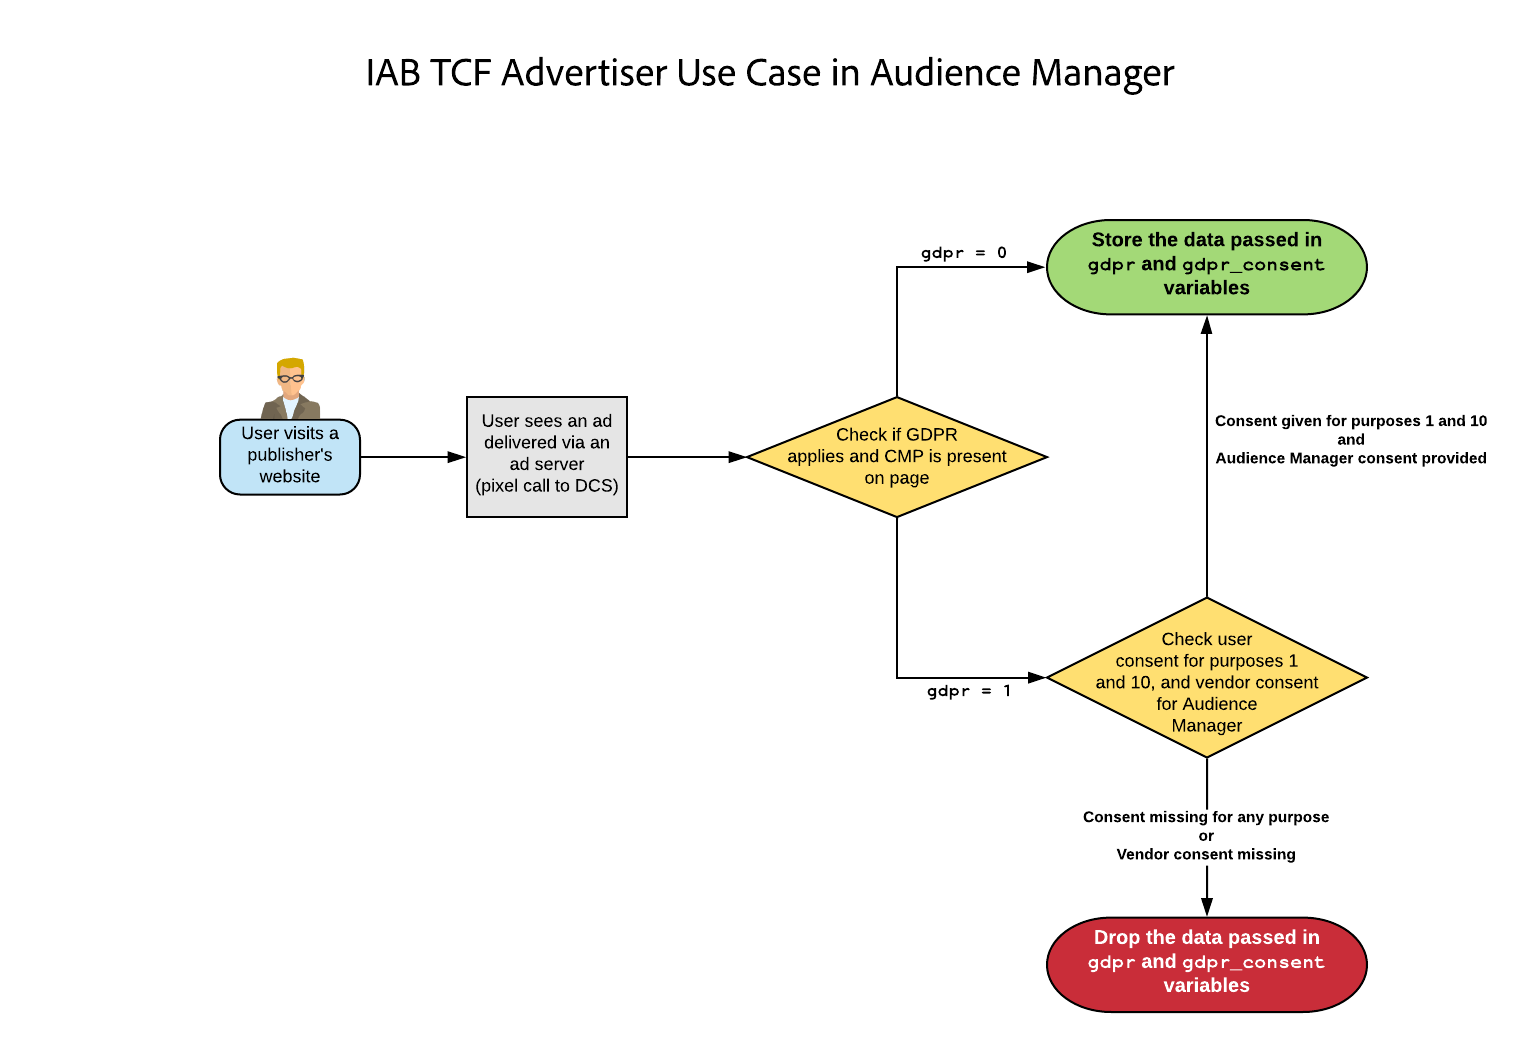 IAB TCF Advertiser Use Case in Audience Manager
gdpr = 0
Store the data passed in
gdpr and gdpr_consent
variables
User visits a
publisher's
website
User sees an ad
delivered via an
ad server
(pixel call to DCS)
Check if GDPR
applies and CMP is present
on page
Consent given for purposes 1 and 10
and
Audience Manager consent provided
gdpr = 1
Check user
consent for purposes 1
and 10, and vendor consent
for Audience
Manager
Consent missing for any purpose
or
Vendor consent missing
Drop the data passed in
gdpr and gdpr_consent
variables